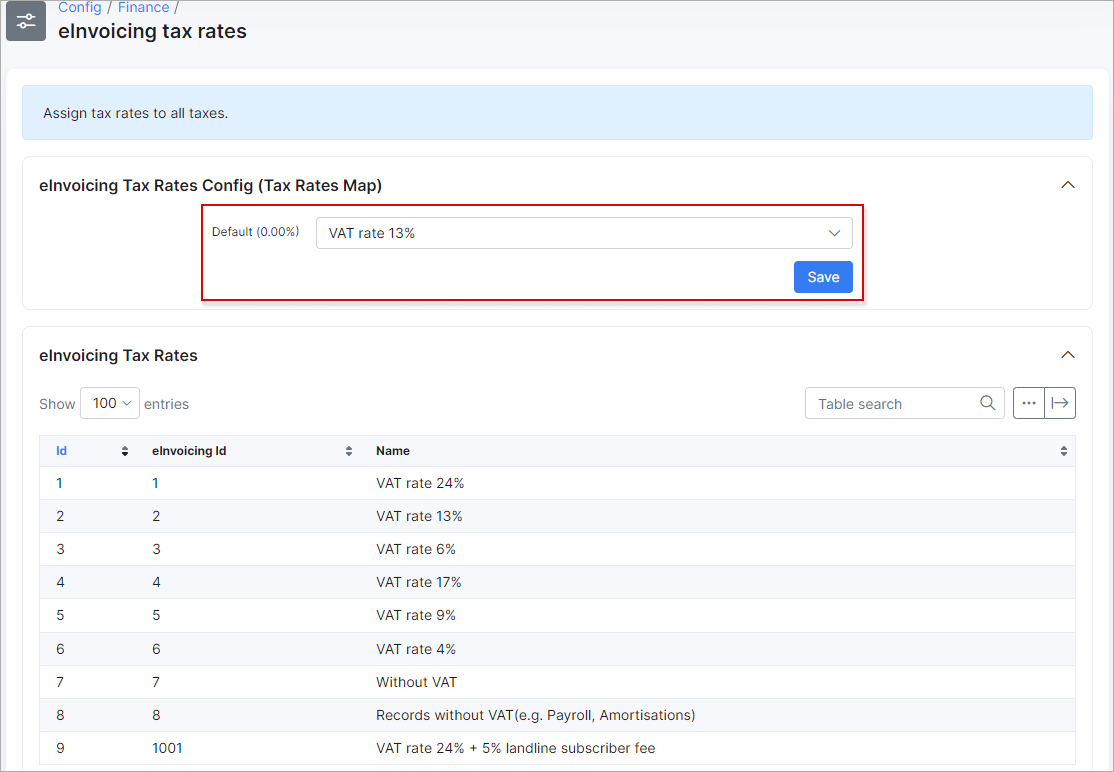 Config / Finance /
eInvoicing tax rates
Assign tax rates to all taxes.
eInvoicing Tax Rates Config (Tax Rates Map)
Default (0.00%) VAT rate 13%
Save
eInvoicing Tax Rates
Show 100 entries Table search
Id eInvoicing Id Name
1 1 VAT rate 24%
2 2 VAT rate 13%
3 3 VAT rate 6%
4 4 VAT rate 17%
5 5 VAT rate 9%
6 6 VAT rate 4%
7 7 Without VAT
8 8 Records without VAT(e.g. Payroll, Amortisations)
9 1001 VAT rate 24% + 5% landline subscriber fee